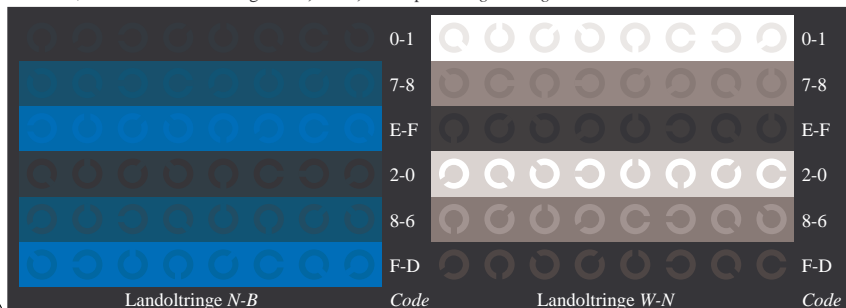 0-1 0-1
7-8 7-8
E-F E-F
2-0 2-0
8-6 8-6
F-D F-D
Landoltringe N-B Code Landoltringe W-N Code